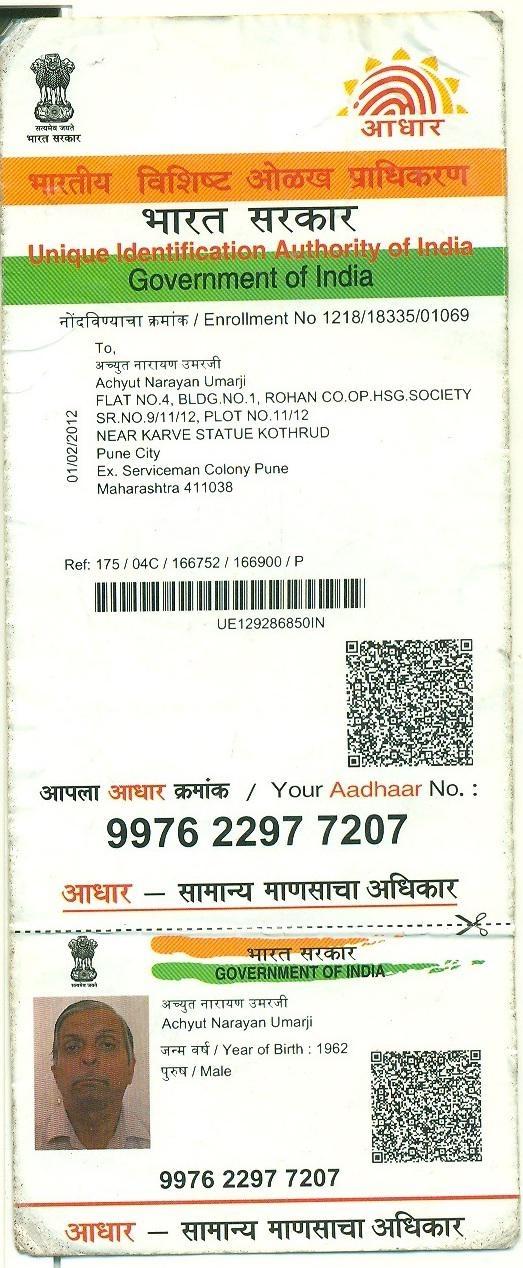 सत्यमेव जयते
भारत सरकार
आधार
भारतीय विशिष्ट ओळख प्राधिकरण
भारत सरकार
Unique Identification Authority of India
Government of India
नोंदविण्याचा क्रमांक / Enrollment No 1218/18335/01069
To,
अच्युत नारायण उमरजी
Achyut Narayan Umarji
FLAT NO.4, BLDG.NO.1, ROHAN CO.OP.HSG.SOCIETY
SR.NO.9/11/12, PLOT NO.11/12
NEAR KARVE STATUE KOTHRUD
Pune City
Ex. Serviceman Colony Pune
Maharashtra 411038
01/02/2012
Ref: 175 / 04C / 166752 / 166900 / P
UE129286850IN
आपला आधार क्रमांक / Your Aadhaar No. :
9976 2297 7207
आधार — सामान्य माणसाचा अधिकार
सत्यमेव जयते
भारत सरकार
GOVERNMENT OF INDIA
अच्युत नारायण उमरजी
Achyut Narayan Umarji
जन्म वर्ष / Year of Birth : 1962
पुरुष / Male
9976 2297 7207
आधार — सामान्य माणसाचा अधिकार